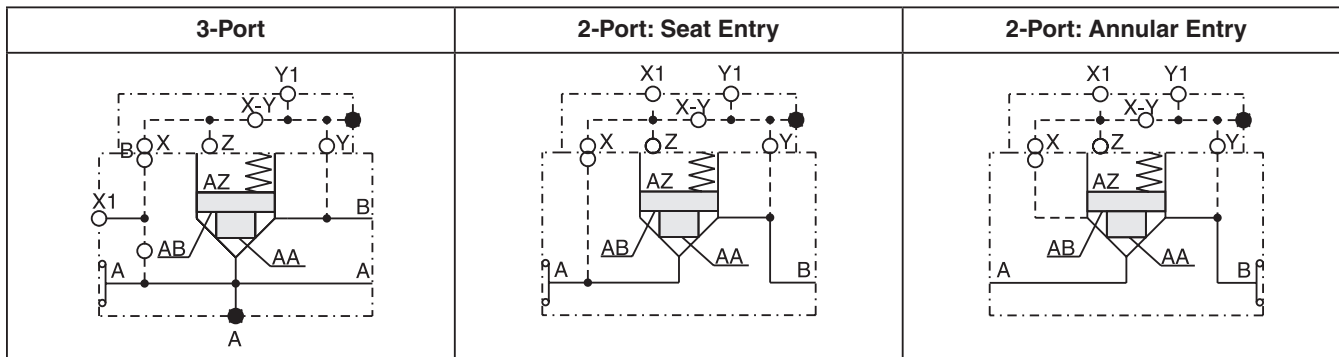 3-Port
2-Port: Seat Entry
2-Port: Annular Entry
Y1
X-Y
X
Z
Y
B
AZ
X1
B
AB
AA
A
A
A
X1
Y1
X-Y
X
Z
Y
AZ
AB
AA
A
B
X1
Y1
X-Y
X
Z
Y
AZ
AB
AA
A
B